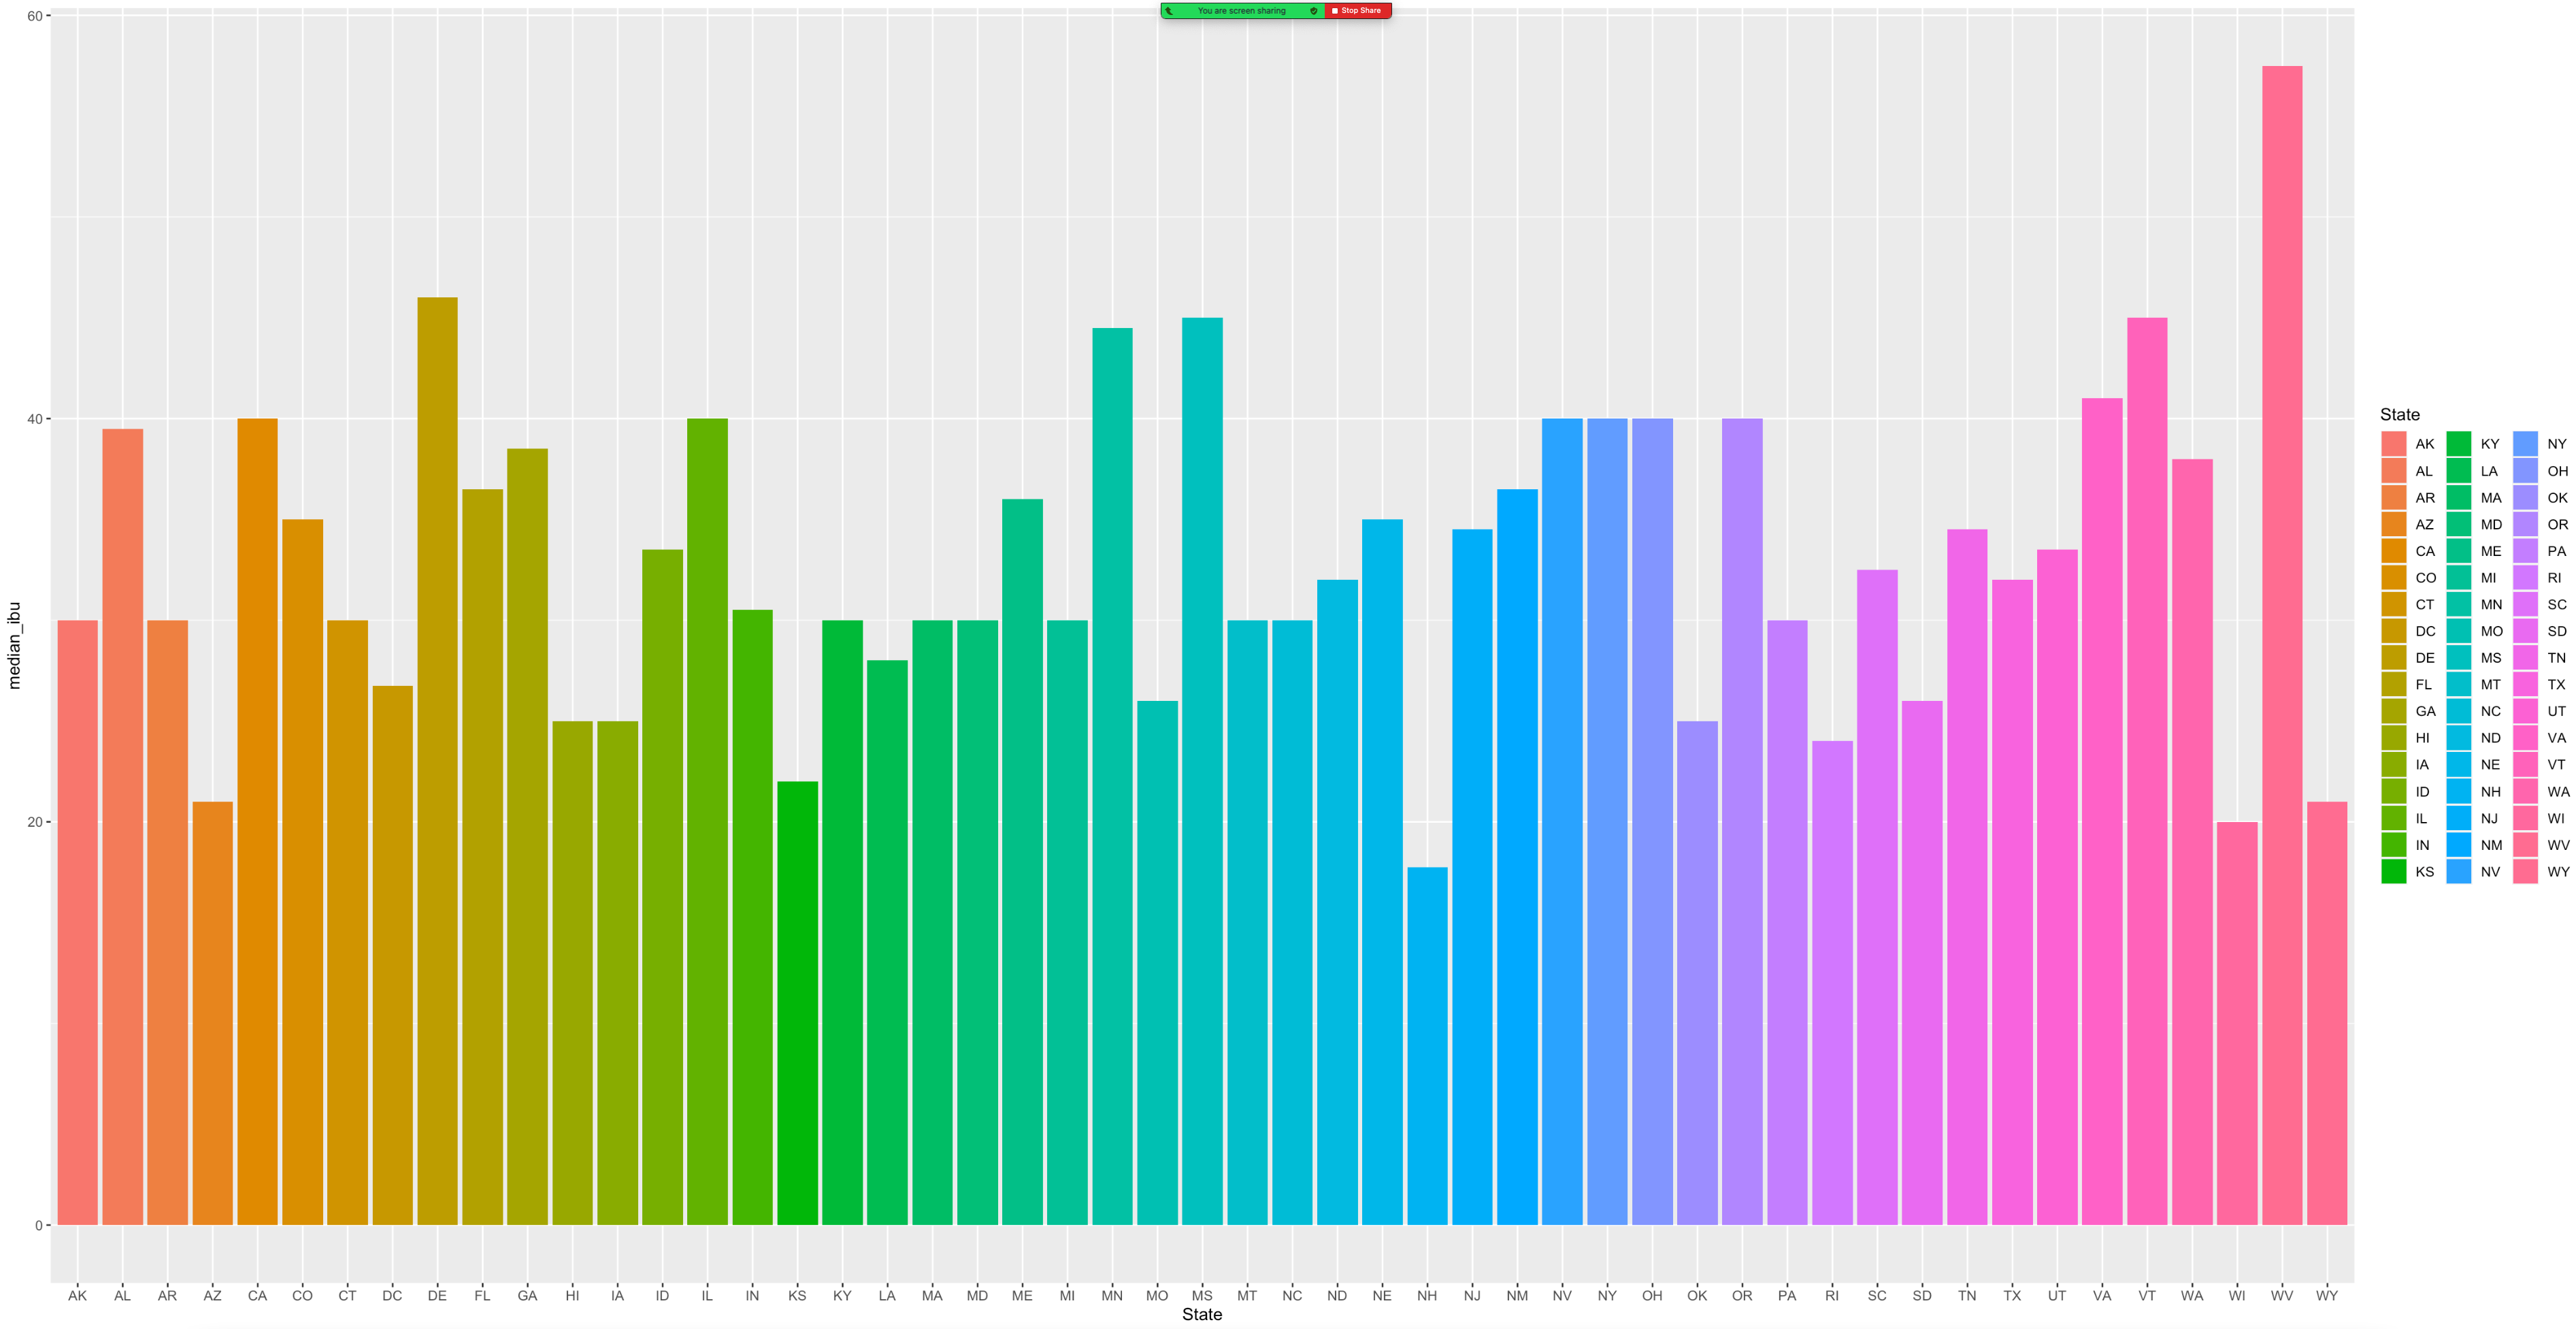 You are screen sharing Stop Share
60
40
20
0
median_ibu
AK AL AR AZ CA CO CT DC DE FL GA HI IA ID IL IN KS KY LA MA MD ME MI MN MO MS MT NC ND NE NH NJ NM NV NY OH OK OR PA RI SC SD TN TX UT VA VT WA WI WV WY
State
State
AK KY NY
AL LA OH
AR MA OK
AZ MD OR
CA ME PA
CO MI RI
CT MN SC
DC MO SD
DE MS TN
FL MT TX
GA NC UT
HI ND VA
IA NE VT
ID NH WA
IL NJ WI
IN NM WV
KS NV WY